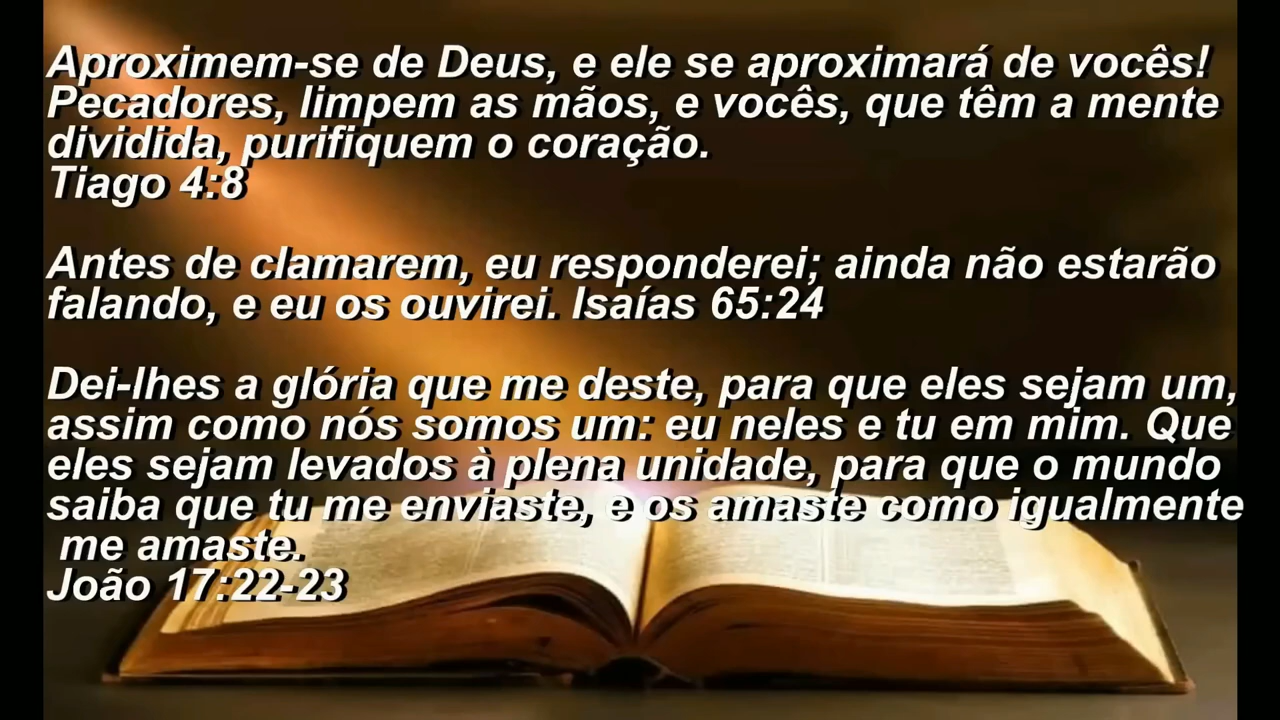 Aproximem-se de Deus, e ele se aproximará de vocês!
Pecadores, limpem as mãos, e vocês, que têm a mente
dividida, purifiquem o coração.
Tiago 4:8
Antes de clamarem, eu responderei; ainda não estarão
falando, e eu os ouvirei. Isaías 65:24
Dei-lhes a glória que me deste, para que eles sejam um,
assim como nós somos um: eu neles e tu em mim. Que
eles sejam levados à plena unidade, para que o mundo
saiba que tu me enviaste, e os amaste como igualmente
me amaste.
João 17:22-23